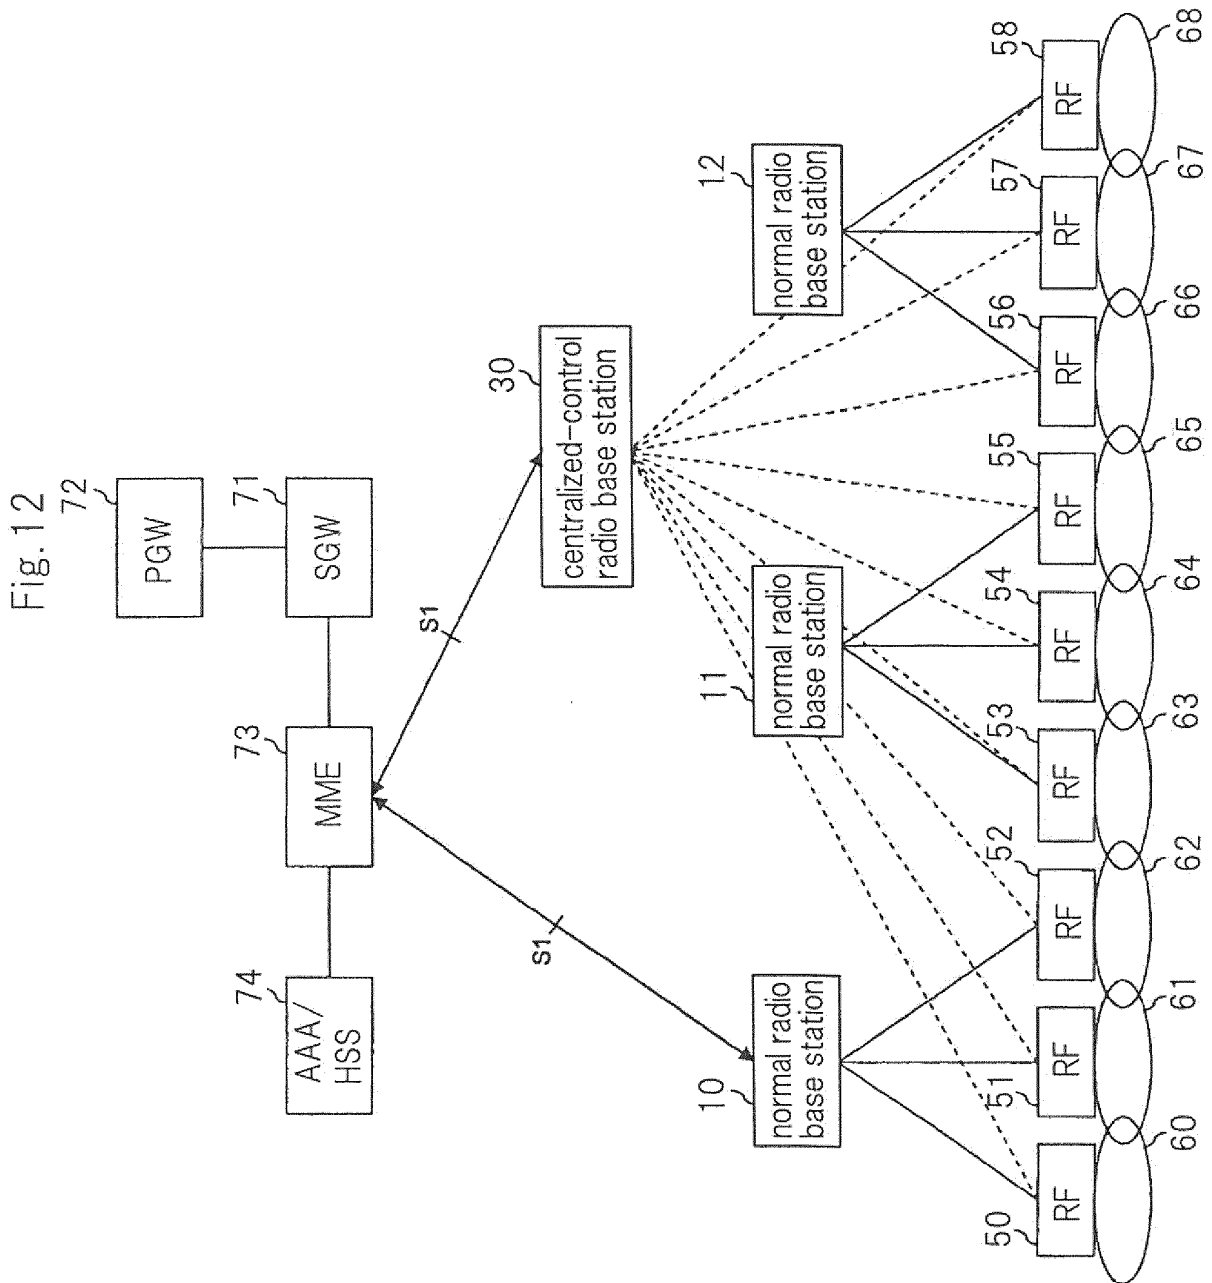 Fig.12
72
PGW
74
73
71
AAA/
HSS
MME
SGW
S1
S1
30
centralized-control
radio base station
10
11
12
normal radio
base station
normal radio
base station
normal radio
base station
50
51
52
53
54
55
56
57
58
RF
RF
RF
RF
RF
RF
RF
RF
RF
60
61
62
63
64
65
66
67
68